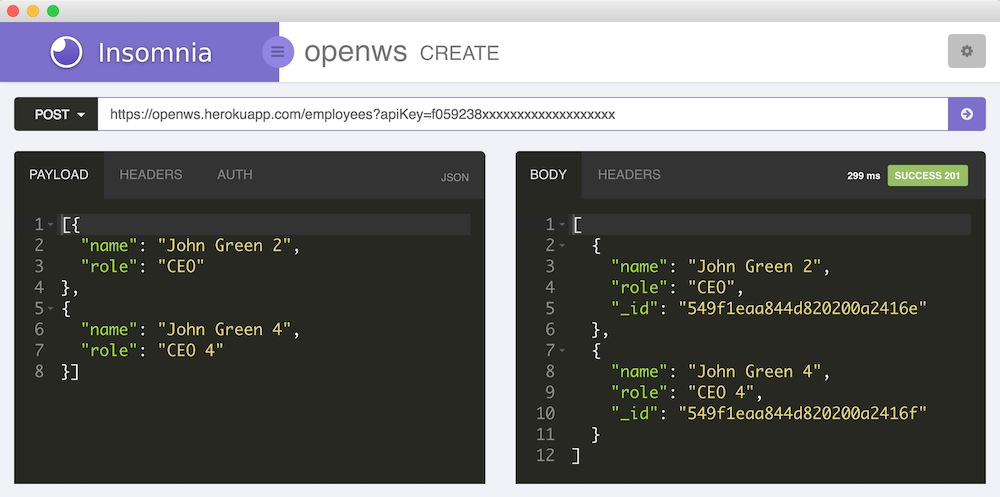 Insomnia
openws CREATE
POST https://openws.herokuapp.com/employees?apiKey=f059238xxxxxxxxxxxxxxxxxxxx
PAYLOAD HEADERS AUTH JSON
1 [{
2 "name": "John Green 2",
3 "role": "CEO"
4 },
5 {
6 "name": "John Green 4",
7 "role": "CEO 4"
8 }]
BODY HEADERS 299 ms SUCCESS 201
1 [
2 {
3 "name": "John Green 2",
4 "role": "CEO",
5 "_id": "549f1eaa844d820200a2416e"
6 },
7 {
8 "name": "John Green 4",
9 "role": "CEO 4",
10 "_id": "549f1eaa844d820200a2416f"
11 }
12 ]